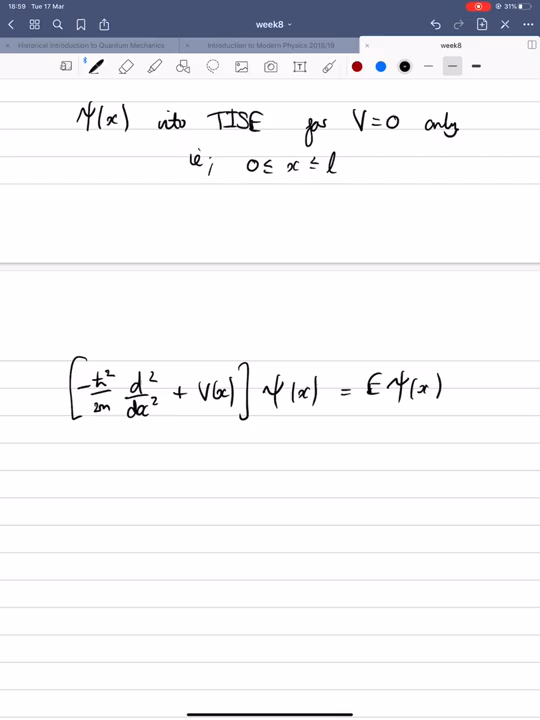 18:59 Tue 17 Mar
31%
week8
Historical Introduction to Quantum Mechanics
Introduction to Modern Physics 2018/19
week8
Ψ(x) into TISE for V=0 only
ie; 0 ≤ x ≤ l
[-ħ²/2m d²/dx² + V(x)] Ψ(x) = EΨ(x)